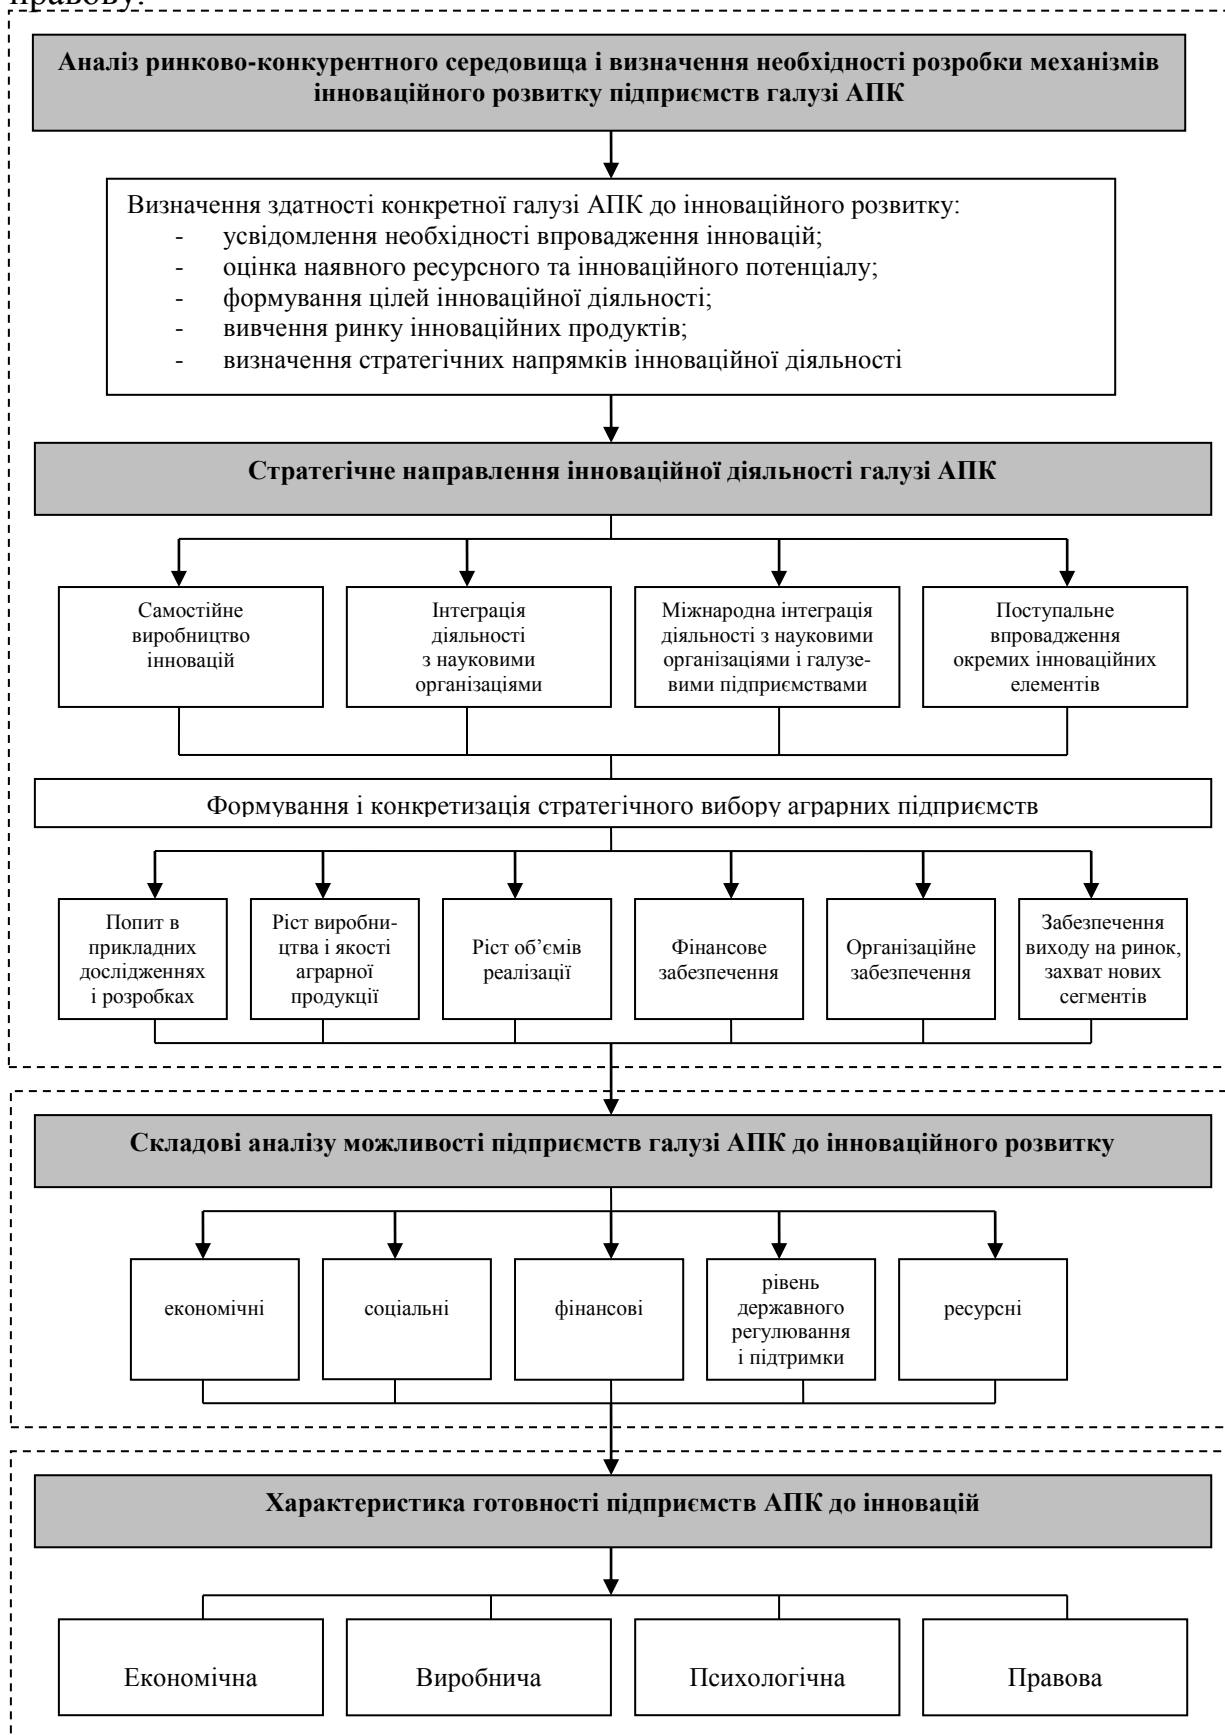 правову.
Аналіз ринково-конкурентного середовища і визначення необхідності розробки механізмів
інноваційного розвитку підприємств галузі АПК
Визначення здатності конкретної галузі АПК до інноваційного розвитку:
- усвідомлення необхідності впровадження інновацій;
- оцінка наявного ресурсного та інноваційного потенціалу;
- формування цілей інноваційної діяльності;
- вивчення ринку інноваційних продуктів;
- визначення стратегічних напрямків інноваційної діяльності
Стратегічне направлення інноваційної діяльності галузі АПК
Самостійне
виробництво
інновацій
Інтеграція
діяльності
з науковими
організаціями
Міжнародна інтеграція
діяльності з науковими
організаціями і галузе-
вими підприємствами
Поступальне
впровадження
окремих інноваційних
елементів
Формування і конкретизація стратегічного вибору аграрних підприємств
Попит в
прикладних
дослідженнях
і розробках
Ріст виробни-
цтва і якості
аграрної
продукції
Ріст об’ємів
реалізації
Фінансове
забезпечення
Організаційне
забезпечення
Забезпечення
виходу на ринок,
захват нових
сегментів
Складові аналізу можливості підприємств галузі АПК до інноваційного розвитку
економічні
соціальні
фінансові
рівень
державного
регулювання
і підтримки
ресурсні
Характеристика готовності підприємств АПК до інновацій
Економічна
Виробнича
Психологічна
Правова